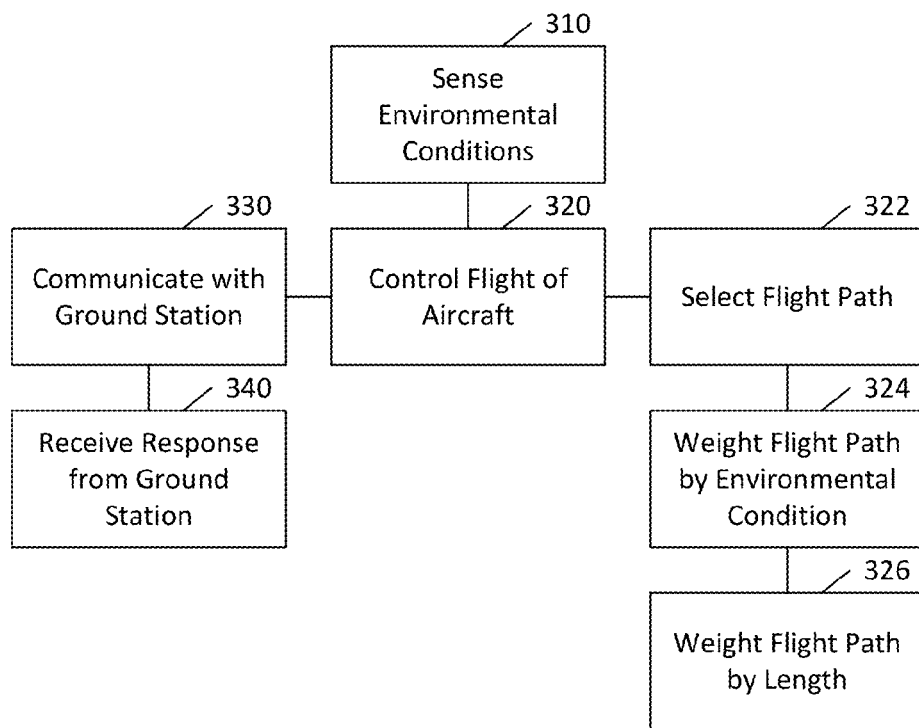 310
Sense
Environmental
Conditions
330
320
322
Communicate with
Ground Station
Control Flight of
Aircraft
Select Flight Path
340
324
Receive Response
from Ground
Station
Weight Flight Path
by Environmental
Condition
326
Weight Flight Path
by Length